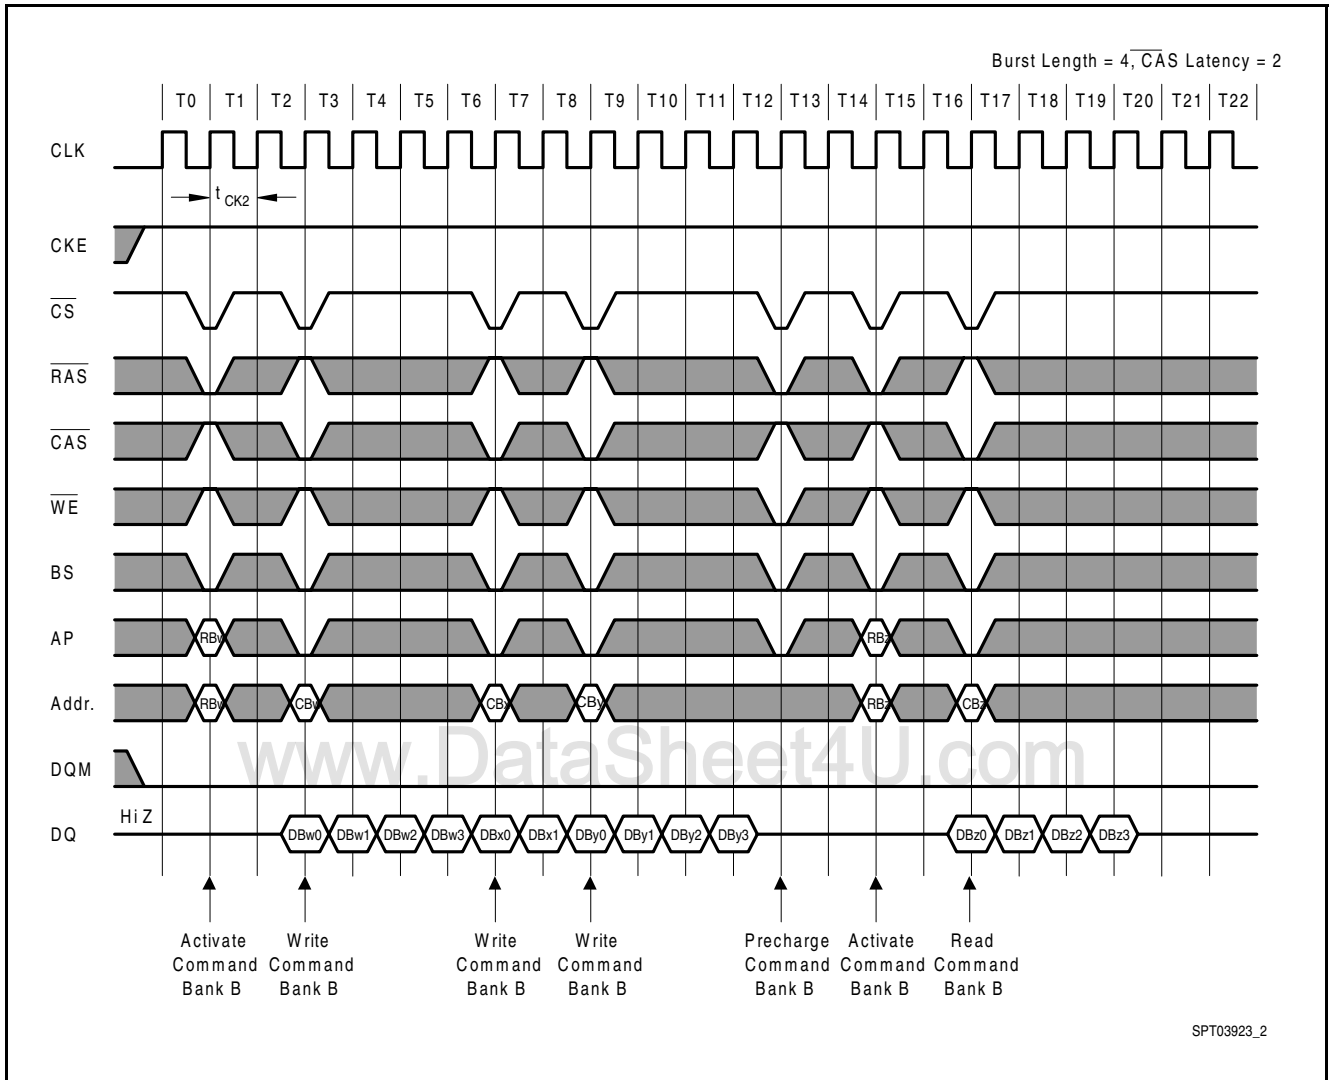 Burst Length = 4, CAS Latency = 2
T0 T1 T2 T3 T4 T5 T6 T7 T8 T9 T10 T11 T12 T13 T14 T15 T16 T17 T18 T19 T20 T21 T22
CLK
t CK2
CKE
CS
RAS
CAS
WE
BS
AP RBw RBz
Addr. RBw CBw CBx CBy RBz CBz
www.DataSheet4U.com
DQM
HiZ
DQ DBw0 DBw1 DBw2 DBw3 DBx0 DBx1 DBy0 DBy1 DBy2 DBy3 DBz0 DBz1 DBz2 DBz3
Activate Write Write Write Precharge Activate Read
Command Command Command Command Command Command Command
Bank B Bank B Bank B Bank B Bank B Bank B Bank B
SPT03923_2